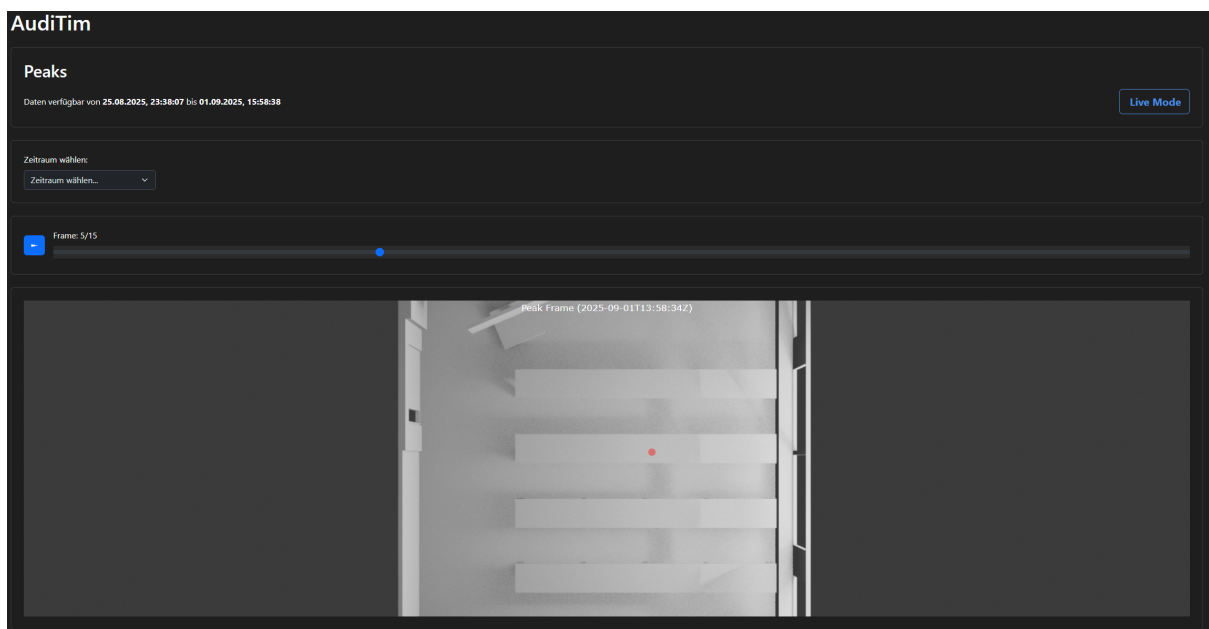 AudiTim
Peaks
Daten verfügbar von 25.08.2025, 23:38:07 bis 01.09.2025, 15:58:38
Live Mode
Zeitraum wählen:
Zeitraum wählen...
Frame: 5/15
Peak Frame (2025-09-01T13:58:34Z)